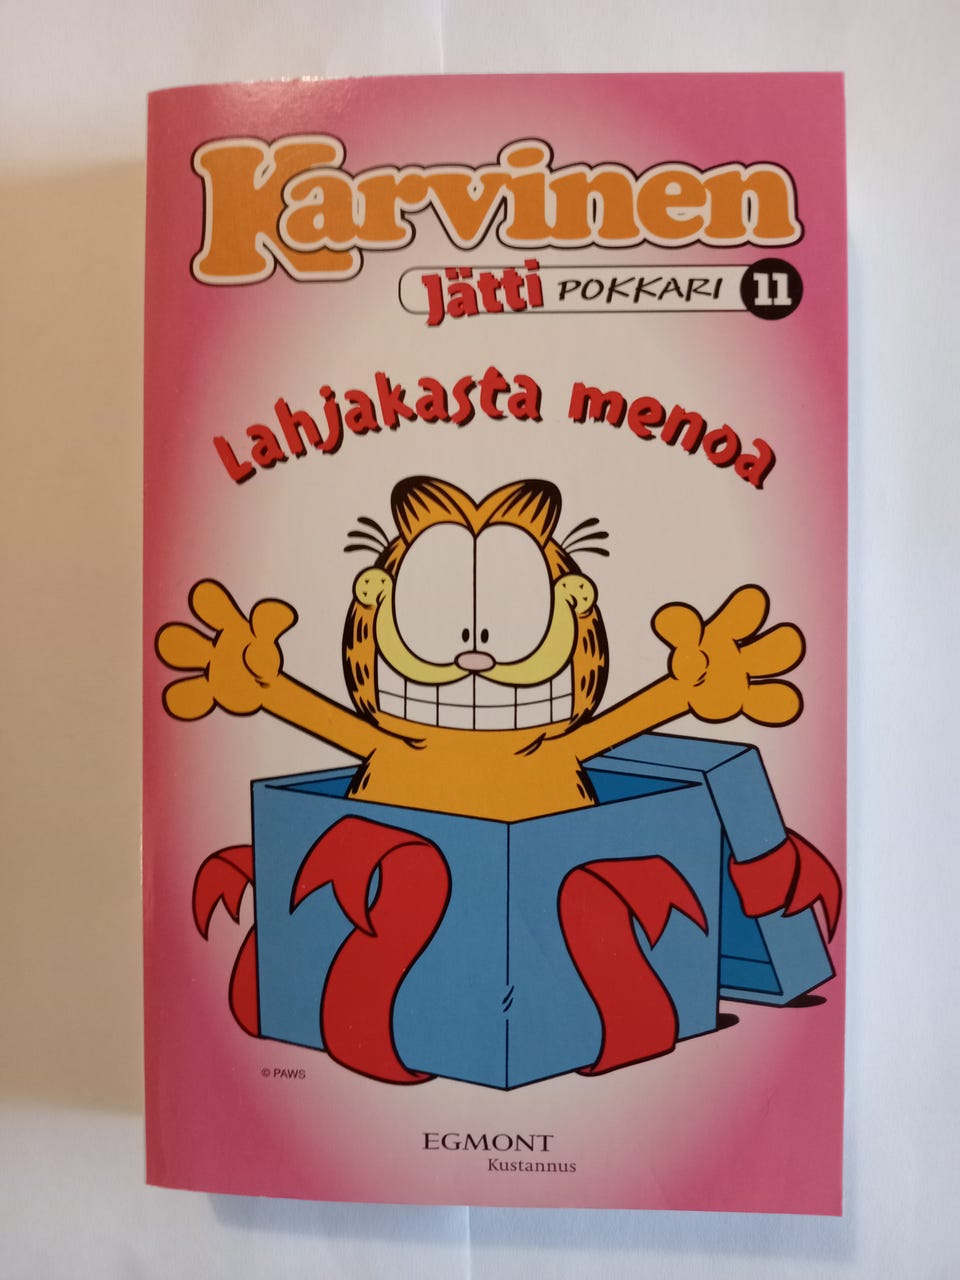 Karvinen
Jätti POKKARI 11
Lahjakasta menoa
© PAWS
EGMONT
Kustannus